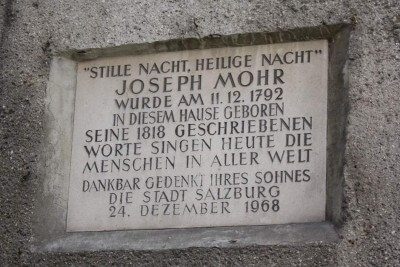 "STILLE NACHT, HEILIGE NACHT"
JOSEPH MOHR
WURDE AM 11. 12. 1792
IN DIESEM HAUSE GEBOREN
SEINE 1818 GESCHRIEBENEN
WORTE SINGEN HEUTE DIE
MENSCHEN IN ALLER WELT
DANKBAR GEDENKT IHRES SOHNES
DIE STADT SALZBURG
24. DEZEMBER 1968